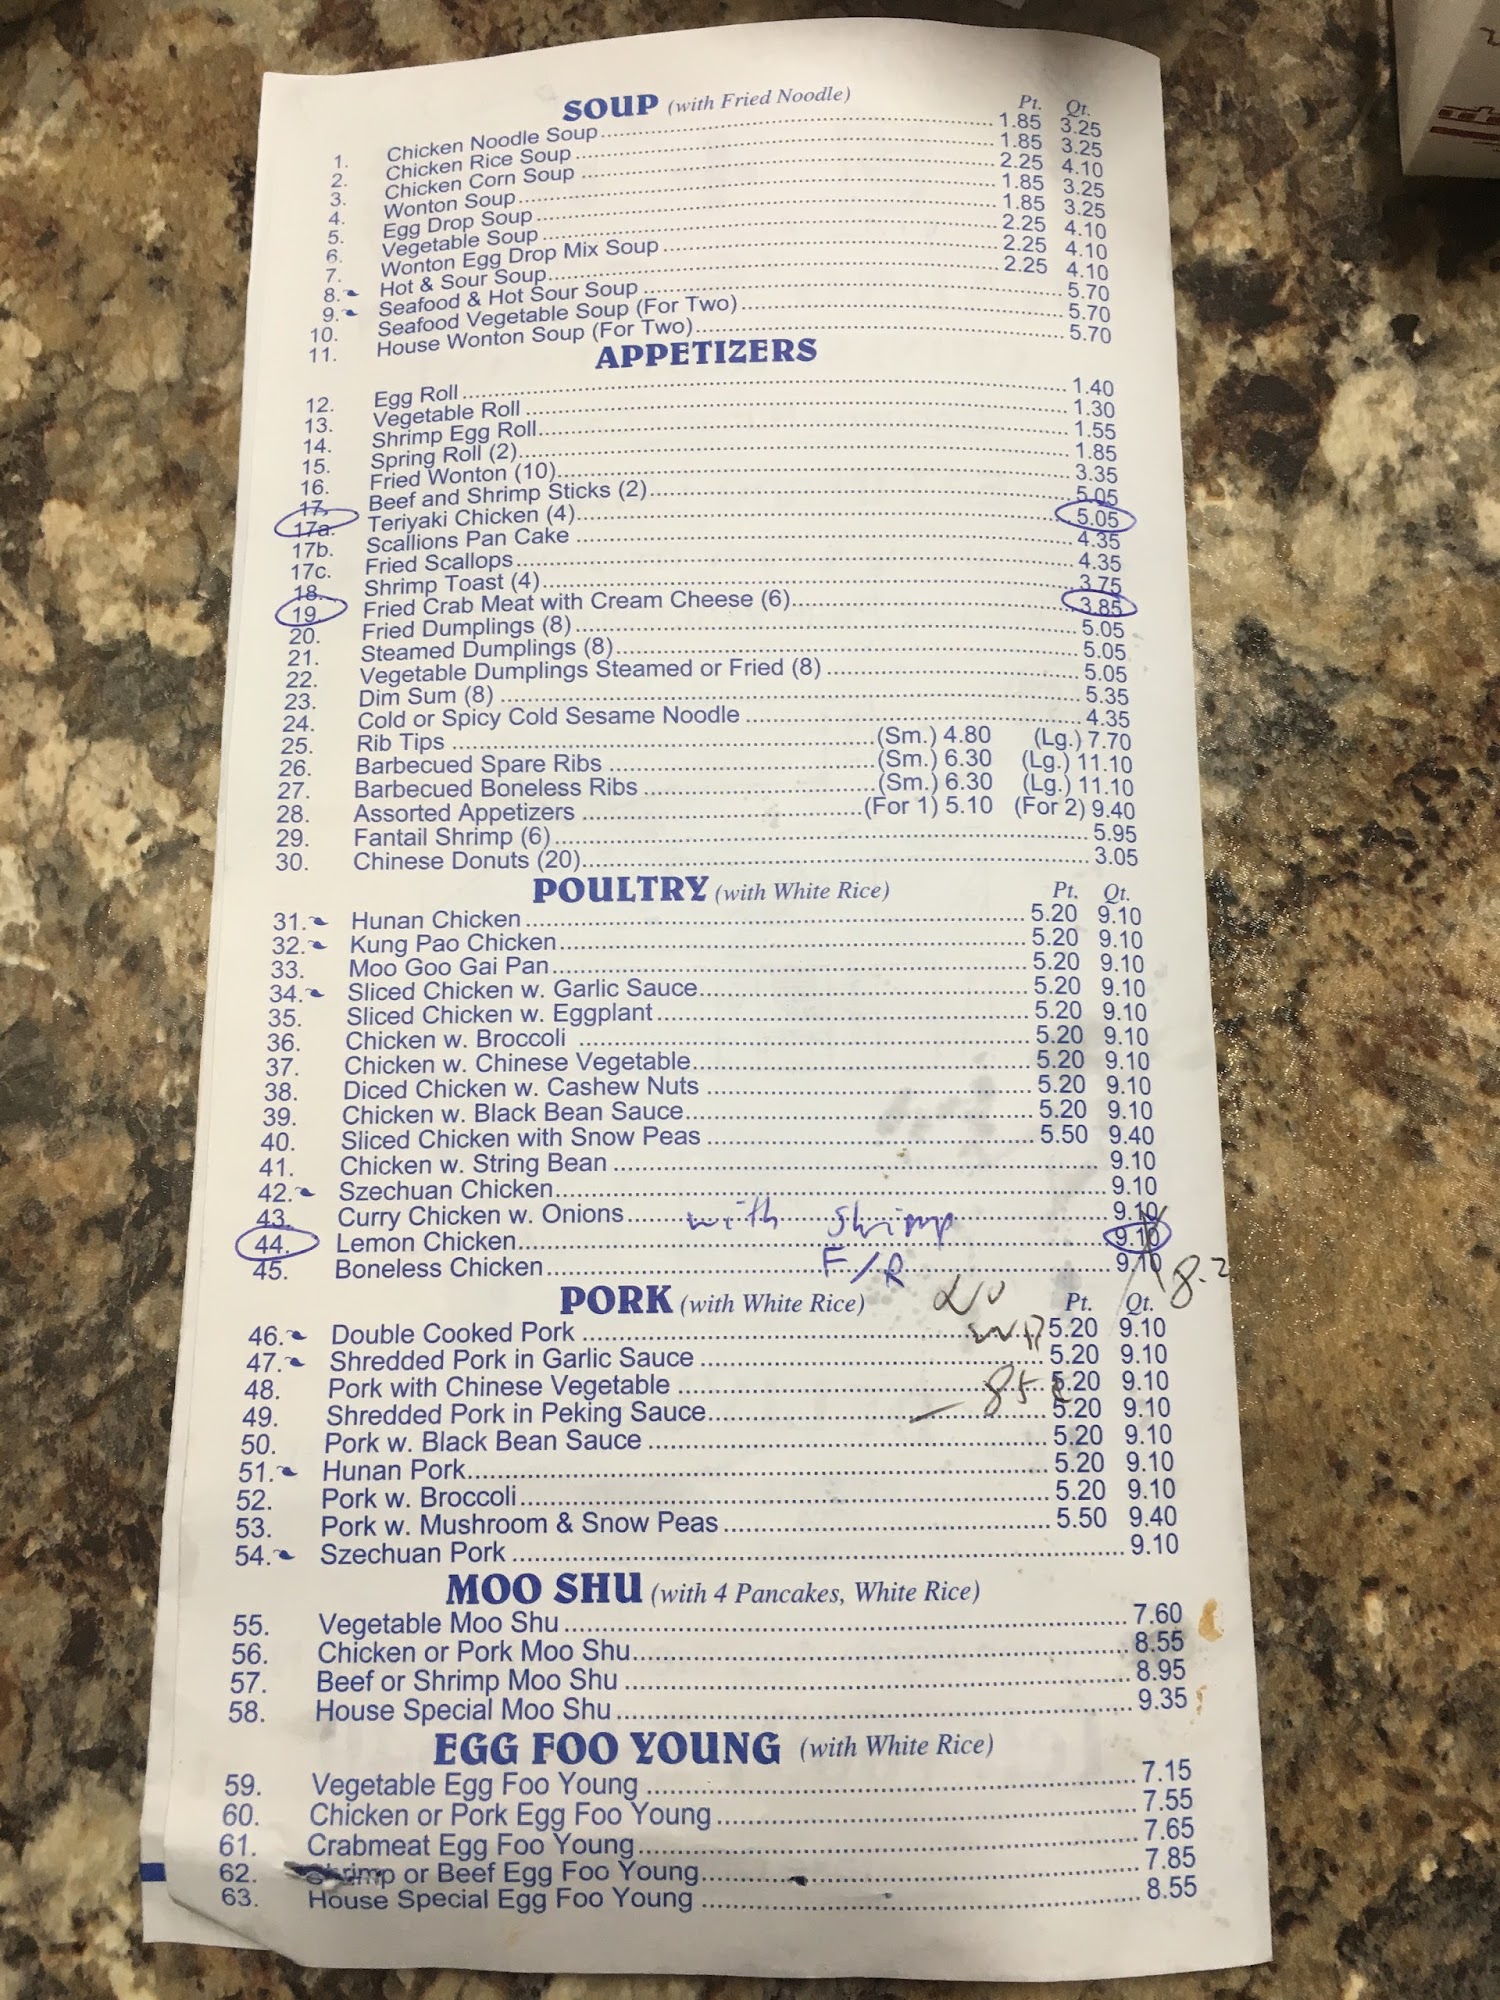 SOUP (with Fried Noodle) Pt. Qt.
1. Chicken Noodle Soup 1.85 3.25
2. Chicken Rice Soup 1.85 3.25
3. Chicken Corn Soup 2.25 4.10
4. Wonton Soup 1.85 3.25
5. Egg Drop Soup 1.85 3.25
6. Vegetable Soup 2.25 4.10
7. Wonton Egg Drop Mix Soup 2.25 4.10
8. Hot & Sour Soup 2.25 4.10
9. Seafood & Hot Sour Soup 5.70
10. Seafood Vegetable Soup (For Two) 5.70
11. House Wonton Soup (For Two) 5.70
APPETIZERS
12. Egg Roll 1.40
13. Vegetable Roll 1.30
14. Shrimp Egg Roll 1.55
15. Spring Roll (2) 1.85
16. Fried Wonton (10) 3.35
17. Beef and Shrimp Sticks (2) 5.05
17a. Teriyaki Chicken (4) 5.05
17b. Scallions Pan Cake 4.35
17c. Fried Scallops 4.35
18. Shrimp Toast (4) 3.75
19. Fried Crab Meat with Cream Cheese (6) 3.85
20. Fried Dumplings (8) 5.05
21. Steamed Dumplings (8) 5.05
22. Vegetable Dumplings Steamed or Fried (8) 5.05
23. Dim Sum (8) 5.35
24. Cold or Spicy Cold Sesame Noodle 4.35
25. Rib Tips (Sm.) 4.80 (Lg.) 7.70
26. Barbecued Spare Ribs (Sm.) 6.30 (Lg.) 11.10
27. Barbecued Boneless Ribs (Sm.) 6.30 (Lg.) 11.10
28. Assorted Appetizers (For 1) 5.10 (For 2) 9.40
29. Fantail Shrimp (6) 5.95
30. Chinese Donuts (20) 3.05
POULTRY (with White Rice) Pt. Qt.
31. Hunan Chicken 5.20 9.10
32. Kung Pao Chicken 5.20 9.10
33. Moo Goo Gai Pan 5.20 9.10
34. Sliced Chicken w. Garlic Sauce 5.20 9.10
35. Sliced Chicken w. Eggplant 5.20 9.10
36. Chicken w. Broccoli 5.20 9.10
37. Chicken w. Chinese Vegetable 5.20 9.10
38. Diced Chicken w. Cashew Nuts 5.20 9.10
39. Chicken w. Black Bean Sauce 5.20 9.10
40. Sliced Chicken with Snow Peas 5.50 9.40
41. Chicken w. String Bean 9.10
42. Szechuan Chicken 9.10
43. Curry Chicken w. Onions with Shrimp 9.10
44. Lemon Chicken 9.10
45. Boneless Chicken F/R 9.10 8.2
PORK (with White Rice) Pt. Qt.
46. Double Cooked Pork 5.20 9.10
47. Shredded Pork in Garlic Sauce 5.20 9.10
48. Pork with Chinese Vegetable 85 5.20 9.10
49. Shredded Pork in Peking Sauce 5.20 9.10
50. Pork w. Black Bean Sauce 5.20 9.10
51. Hunan Pork 5.20 9.10
52. Pork w. Broccoli 5.20 9.10
53. Pork w. Mushroom & Snow Peas 5.50 9.40
54. Szechuan Pork 9.10
MOO SHU (with 4 Pancakes, White Rice)
55. Vegetable Moo Shu 7.60
56. Chicken or Pork Moo Shu 8.55
57. Beef or Shrimp Moo Shu 8.95
58. House Special Moo Shu 9.35
EGG FOO YOUNG (with White Rice)
59. Vegetable Egg Foo Young 7.15
60. Chicken or Pork Egg Foo Young 7.55
61. Crabmeat Egg Foo Young 7.65
62. Shrimp or Beef Egg Foo Young 7.85
63. House Special Egg Foo Young 8.55